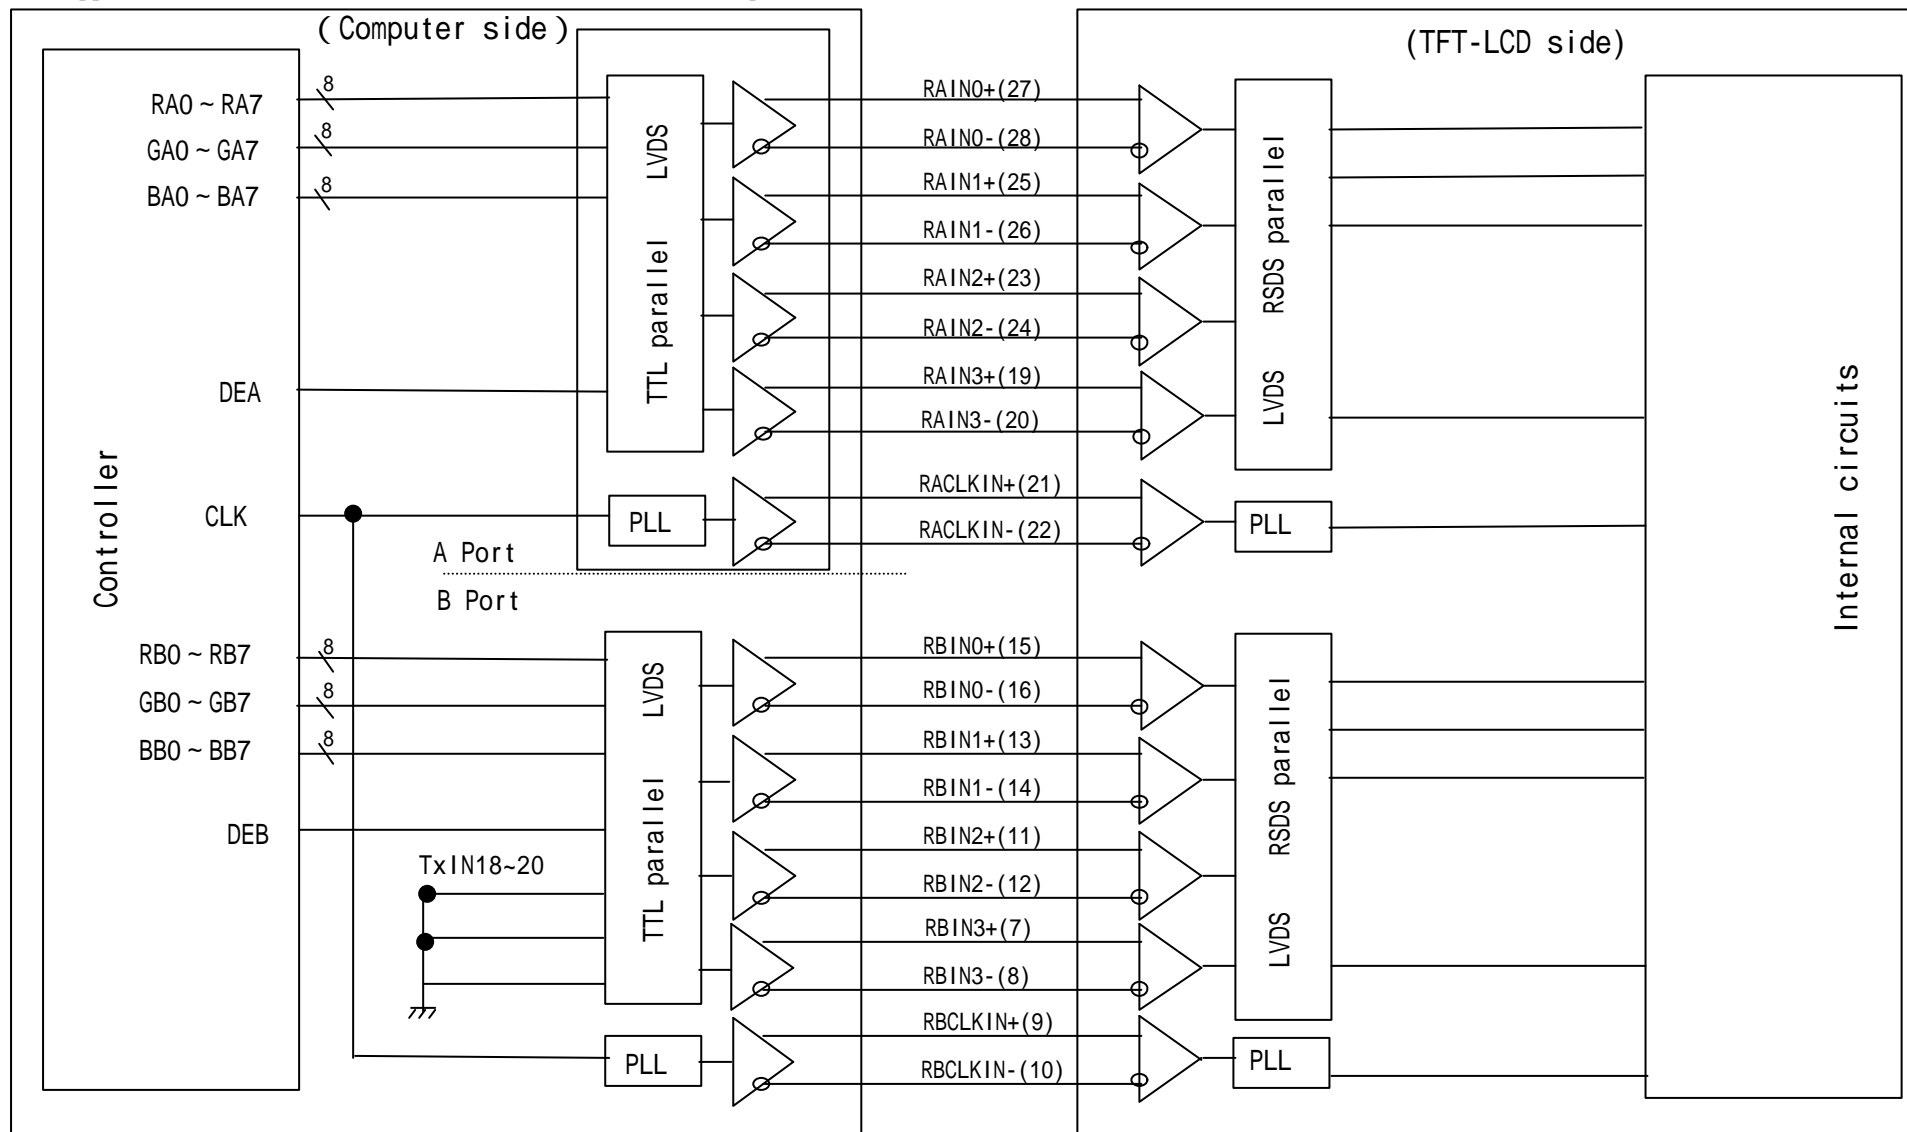 (Computer side)
(TFT-LCD side)
RA0 ~ RA7
8
GA0 ~ GA7
8
BA0 ~ BA7
8
DEA
CLK
Controller
TTL parallel LVDS
PLL
A Port
B Port
RAIN0+(27)
RAIN0-(28)
RAIN1+(25)
RAIN1-(26)
RAIN2+(23)
RAIN2-(24)
RAIN3+(19)
RAIN3-(20)
RACLKIN+(21)
RACLKIN-(22)
LVDS RSDS parallel
PLL
Internal circuits
RB0 ~ RB7
8
GB0 ~ GB7
8
BB0 ~ BB7
8
DEB
TxIN18~20
TTL parallel LVDS
PLL
RBIN0+(15)
RBIN0-(16)
RBIN1+(13)
RBIN1-(14)
RBIN2+(11)
RBIN2-(12)
RBIN3+(7)
RBIN3-(8)
RBCLKIN+(9)
RBCLKIN-(10)
LVDS RSDS parallel
PLL